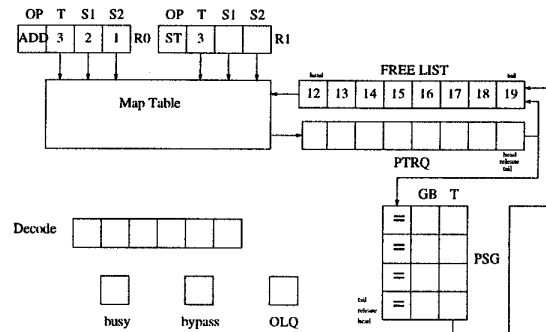 OP T S1 S2 OP T S1 S2
ADD 3 2 1 R0 ST 3 R1
head FREE LIST tail
Map Table 12 13 14 15 16 17 18 19
head
PTRQ release
tail
GB T
Decode =
= PSG
=
tail
release =
head
busy bypass OLQ